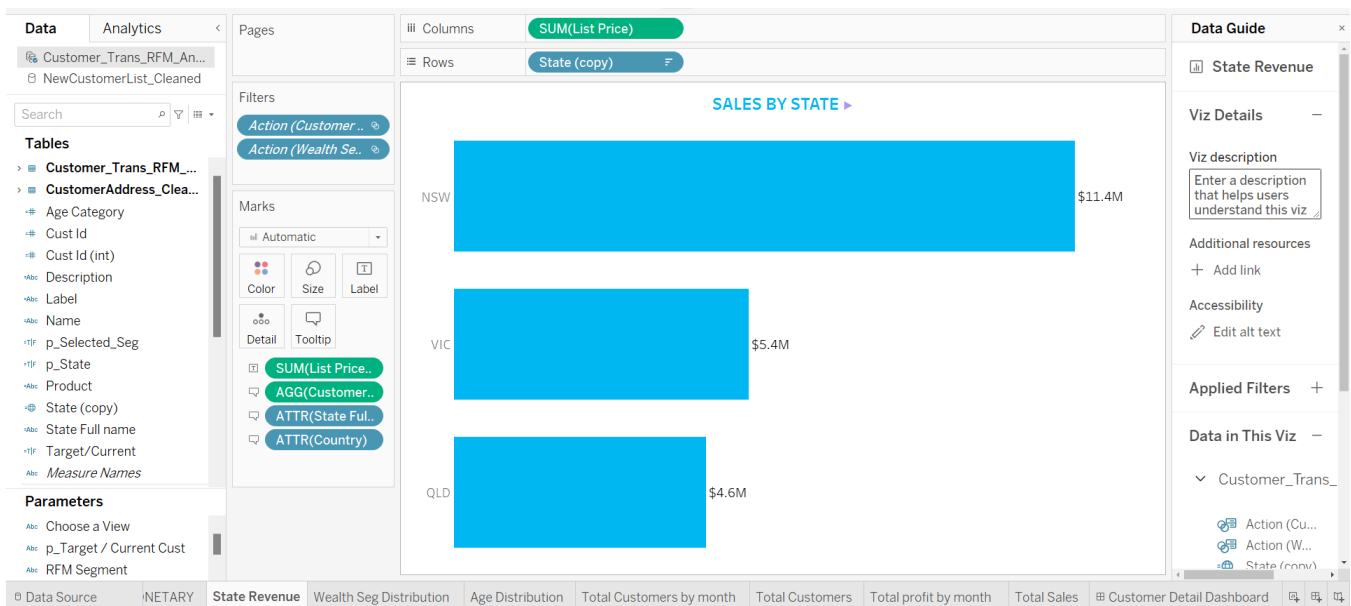 Data
Analytics
Customer_Trans_RFM_An...
NewCustomerList_Cleaned
Search
Tables
Customer_Trans_RFM_...
CustomerAddress_Clea...
Age Category
Cust Id
Cust Id (int)
Description
Label
Name
p_Selected_Seg
p_State
Product
State (copy)
State Full name
Target/Current
Measure Names
Parameters
Choose a View
p_Target / Current Cust
RFM Segment
Pages
Filters
Action (Customer ..
Action (Wealth Se..
Marks
Automatic
Color Size Label
Detail Tooltip
SUM(List Price..
AGG(Customer..
ATTR(State Ful..
ATTR(Country)
Columns SUM(List Price)
Rows State (copy)
SALES BY STATE
NSW $11.4M
VIC $5.4M
QLD $4.6M
Data Guide
State Revenue
Viz Details
Viz description
Enter a description
that helps users
understand this viz
Additional resources
Add link
Accessibility
Edit alt text
Applied Filters
Data in This Viz
Customer_Trans_
Action (Cu...
Action (W...
State (copy)
Data Source NETARY State Revenue Wealth Seg Distribution Age Distribution Total Customers by month Total Customers Total profit by month Total Sales Customer Detail Dashboard